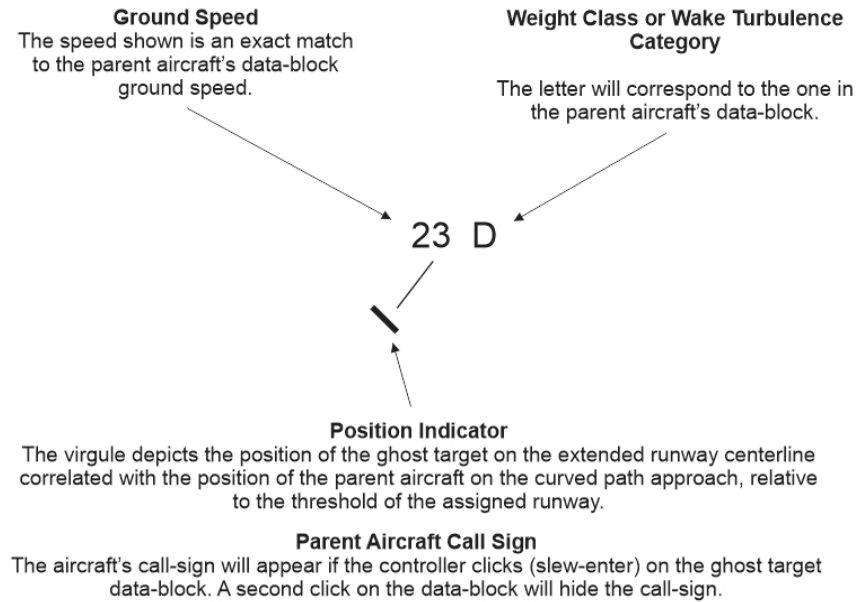 Ground Speed
The speed shown is an exact match
to the parent aircraft's data-block
ground speed.
Weight Class or Wake Turbulence
Category
The letter will correspond to the one in
the parent aircraft's data-block.
23 D
Position Indicator
The virgule depicts the position of the ghost target on the extended runway centerline
correlated with the position of the parent aircraft on the curved path approach, relative
to the threshold of the assigned runway.
Parent Aircraft Call Sign
The aircraft's call-sign will appear if the controller clicks (slew-enter) on the ghost target
data-block. A second click on the data-block will hide the call-sign.